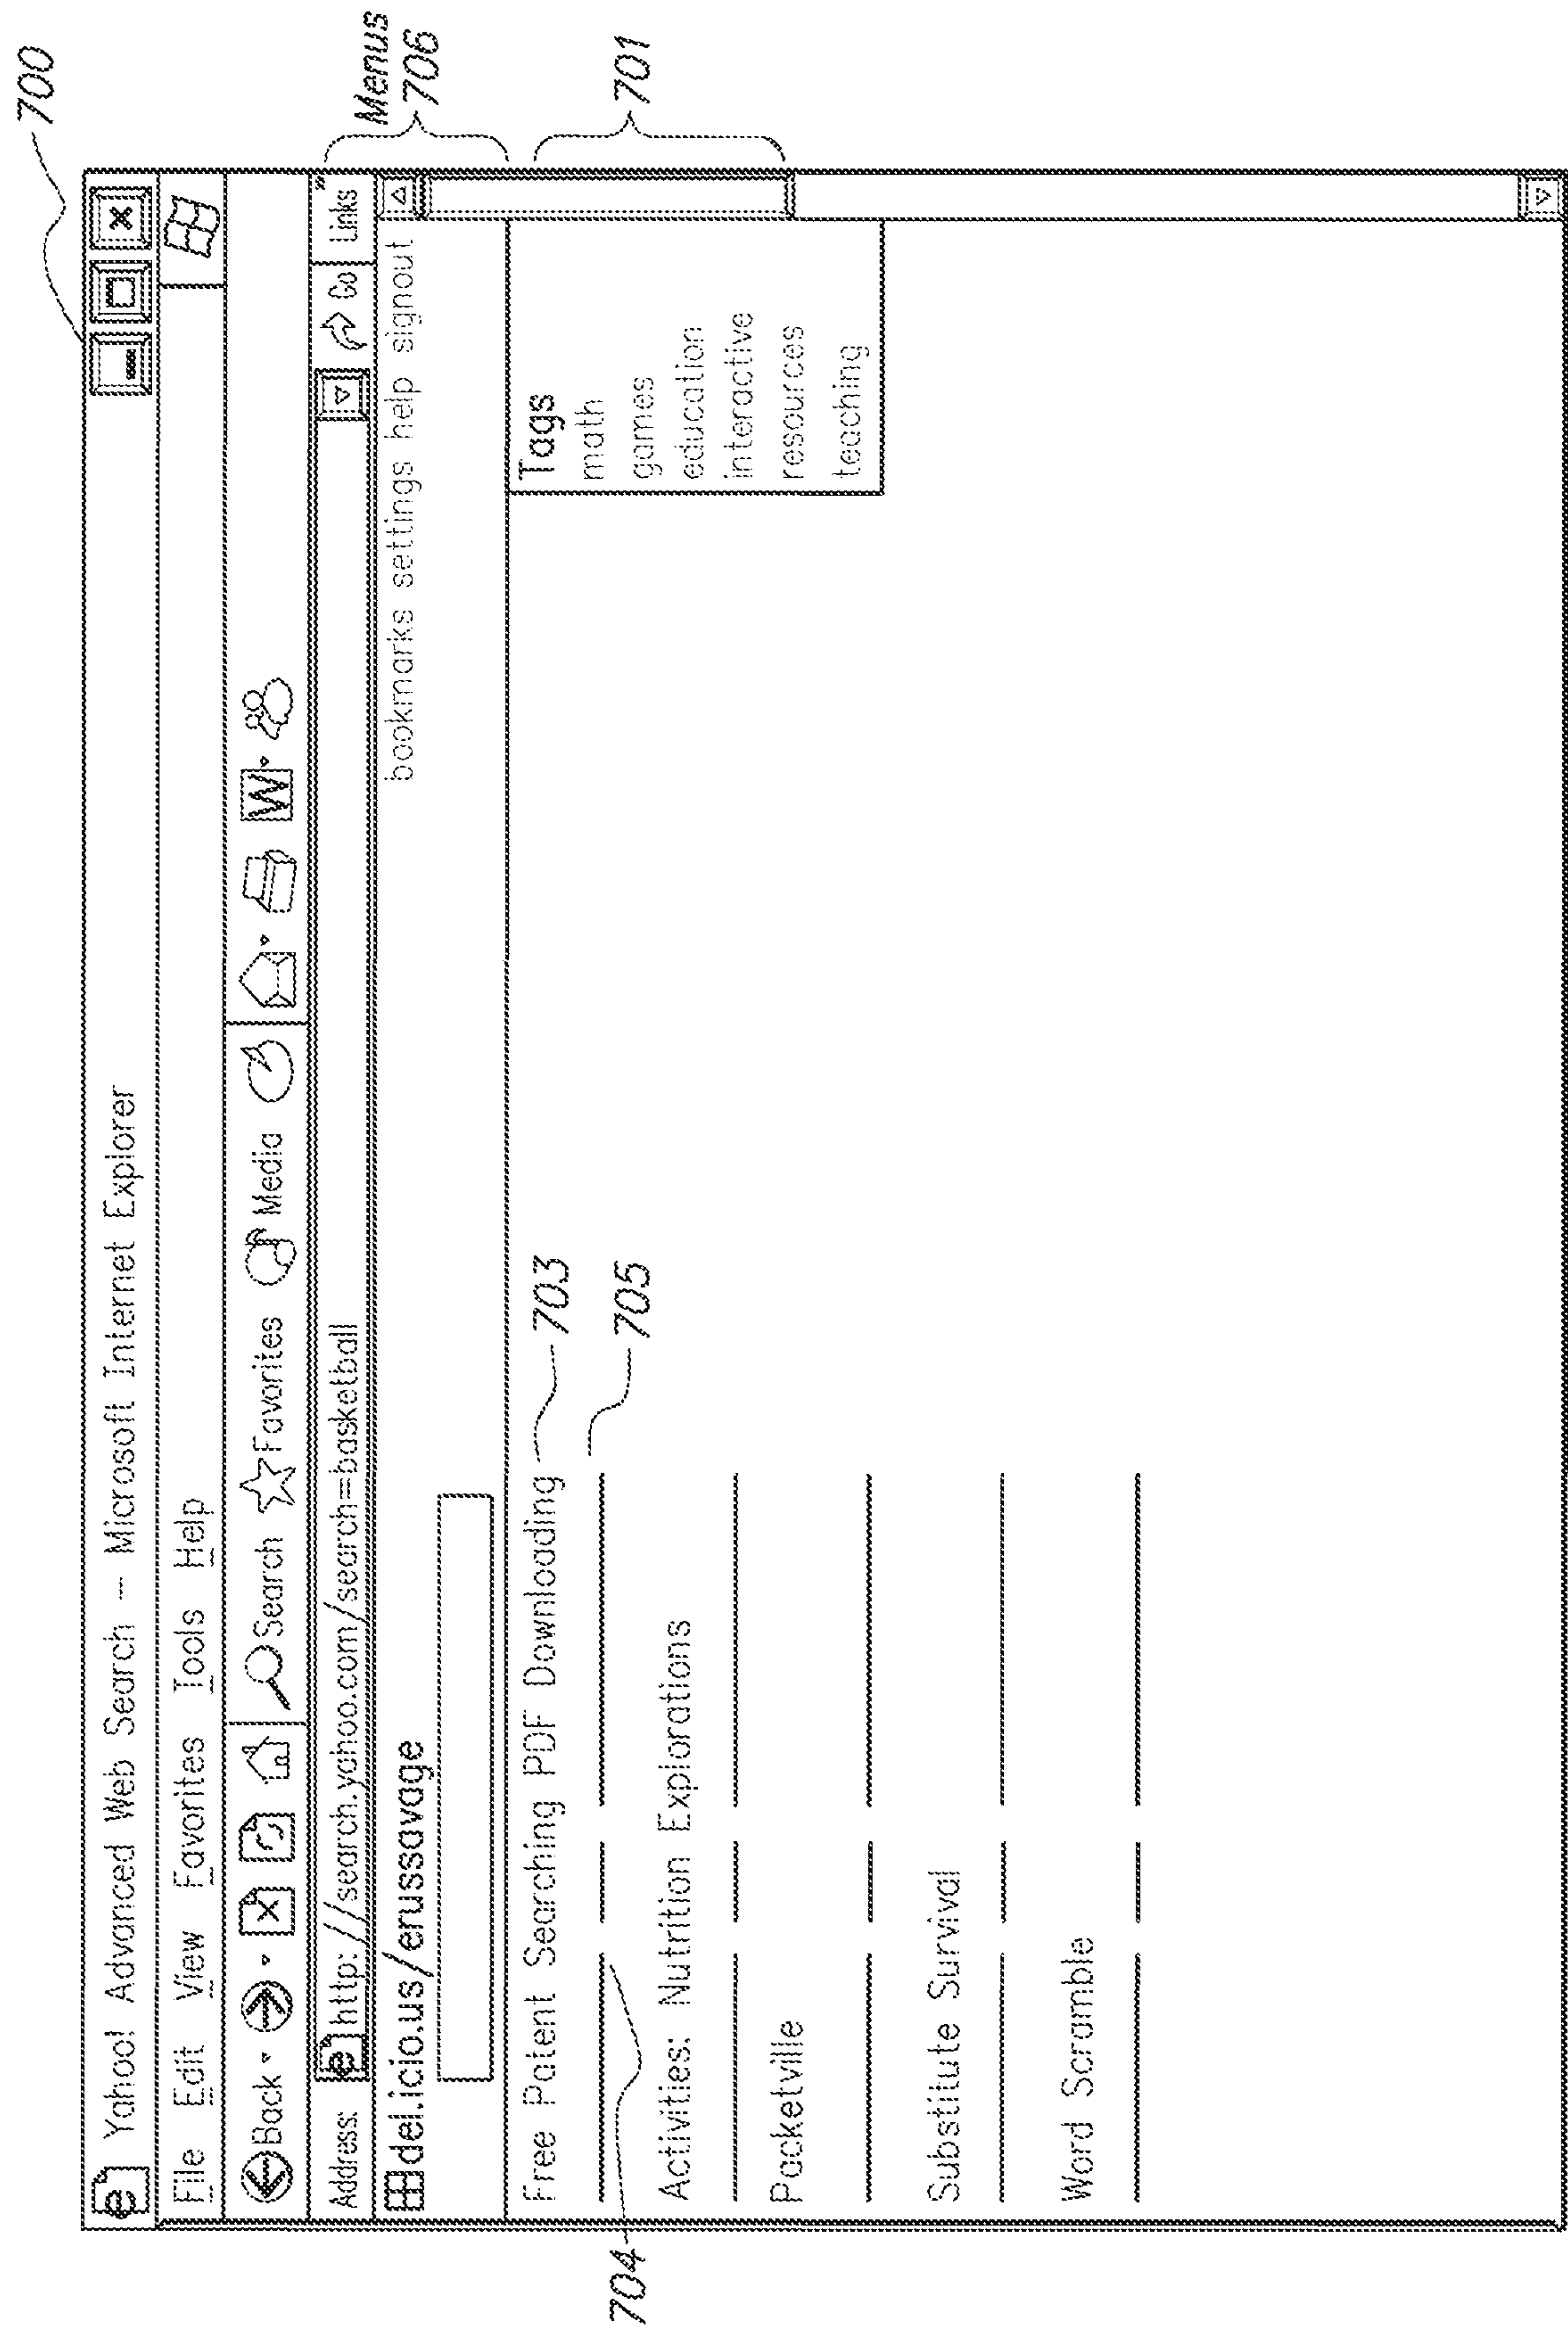 700
Yahoo! Advanced Web Search — Microsoft Internet Explorer
File Edit View Favorites Tools Help
Back Search Favorites Media W
Address: http://search.yahoo.com/search=basketball Go Links »
Menus
706
del.icio.us/erussavage bookmarks settings help signout
701
Free Patent Searching PDF Downloading 703
Tags
704
705
math
Activities: Nutrition Explorations
games
education
Packetville
interactive
resources
teaching
Substitute Survival
Word Scramble